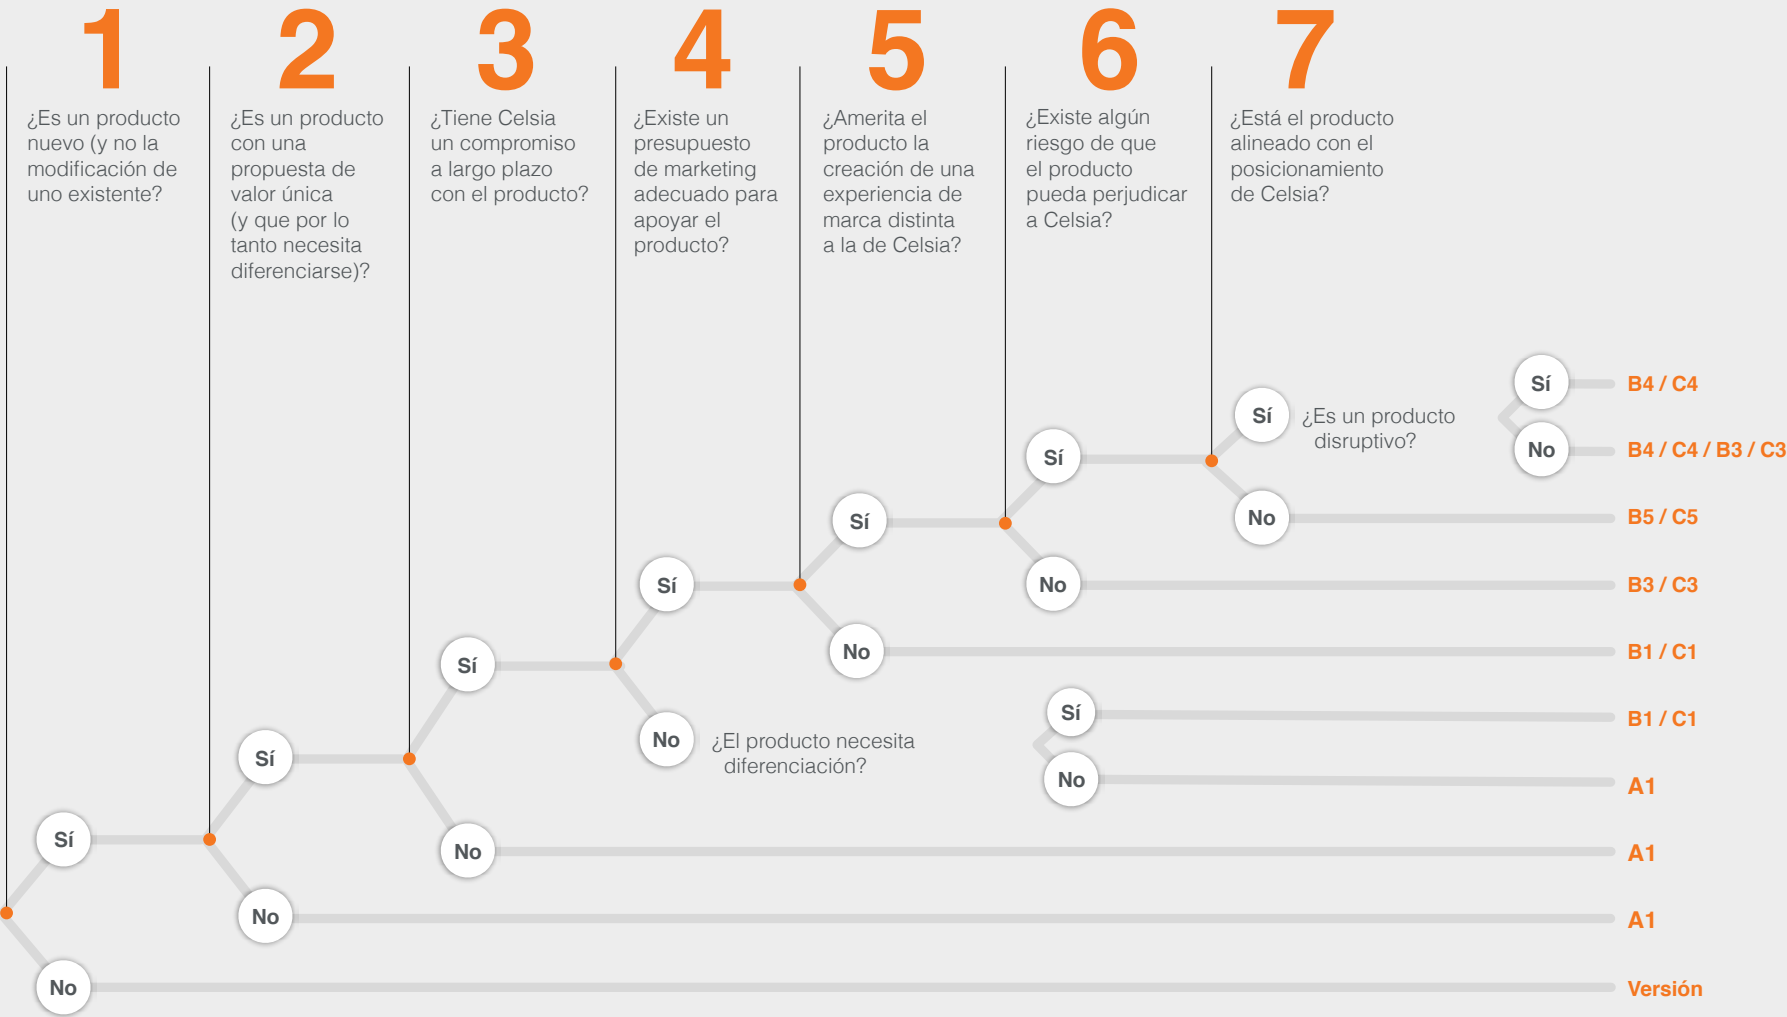 1
¿Es un producto
nuevo (y no la
modificación de
uno existente?
2
¿Es un producto
con una
propuesta de
valor única
(y que por lo
tanto necesita
diferenciarse)?
3
¿Tiene Celsia
un compromiso
a largo plazo
con el producto?
4
¿Existe un
presupuesto
de marketing
adecuado para
apoyar el
producto?
5
¿Amerita el
producto la
creación de una
experiencia de
marca distinta
a la de Celsia?
6
¿Existe algún
riesgo de que
el producto
pueda perjudicar
a Celsia?
7
¿Está el producto
alineado con el
posicionamiento
de Celsia?
Sí
B4 / C4
Sí
¿Es un producto
disruptivo?
No
B4 / C4 / B3 / C3
Sí
No
B5 / C5
Sí
No
B3 / C3
Sí
No
B1 / C1
Sí
No
¿El producto necesita
diferenciación?
Sí
B1 / C1
No
A1
Sí
No
A1
Sí
No
A1
No
Versión